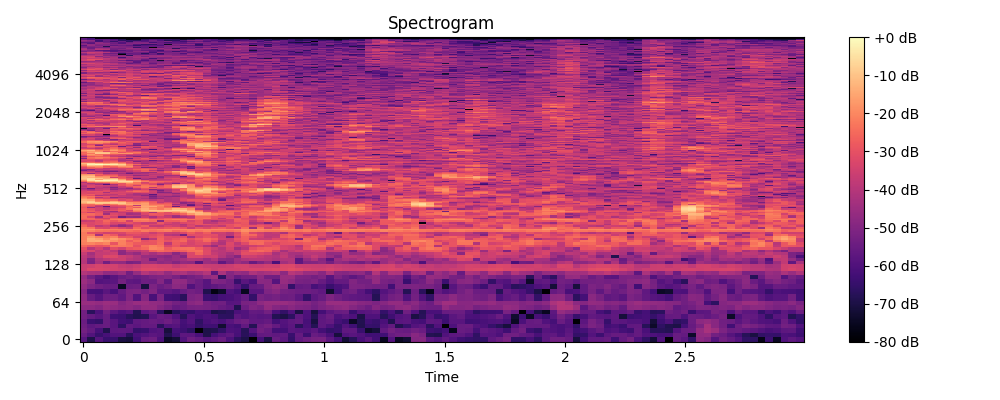 Spectrogram
4096
2048
1024
512
256
128
64
0
Hz
0
0.5
1
1.5
2
2.5
Time
+0 dB
-10 dB
-20 dB
-30 dB
-40 dB
-50 dB
-60 dB
-70 dB
-80 dB